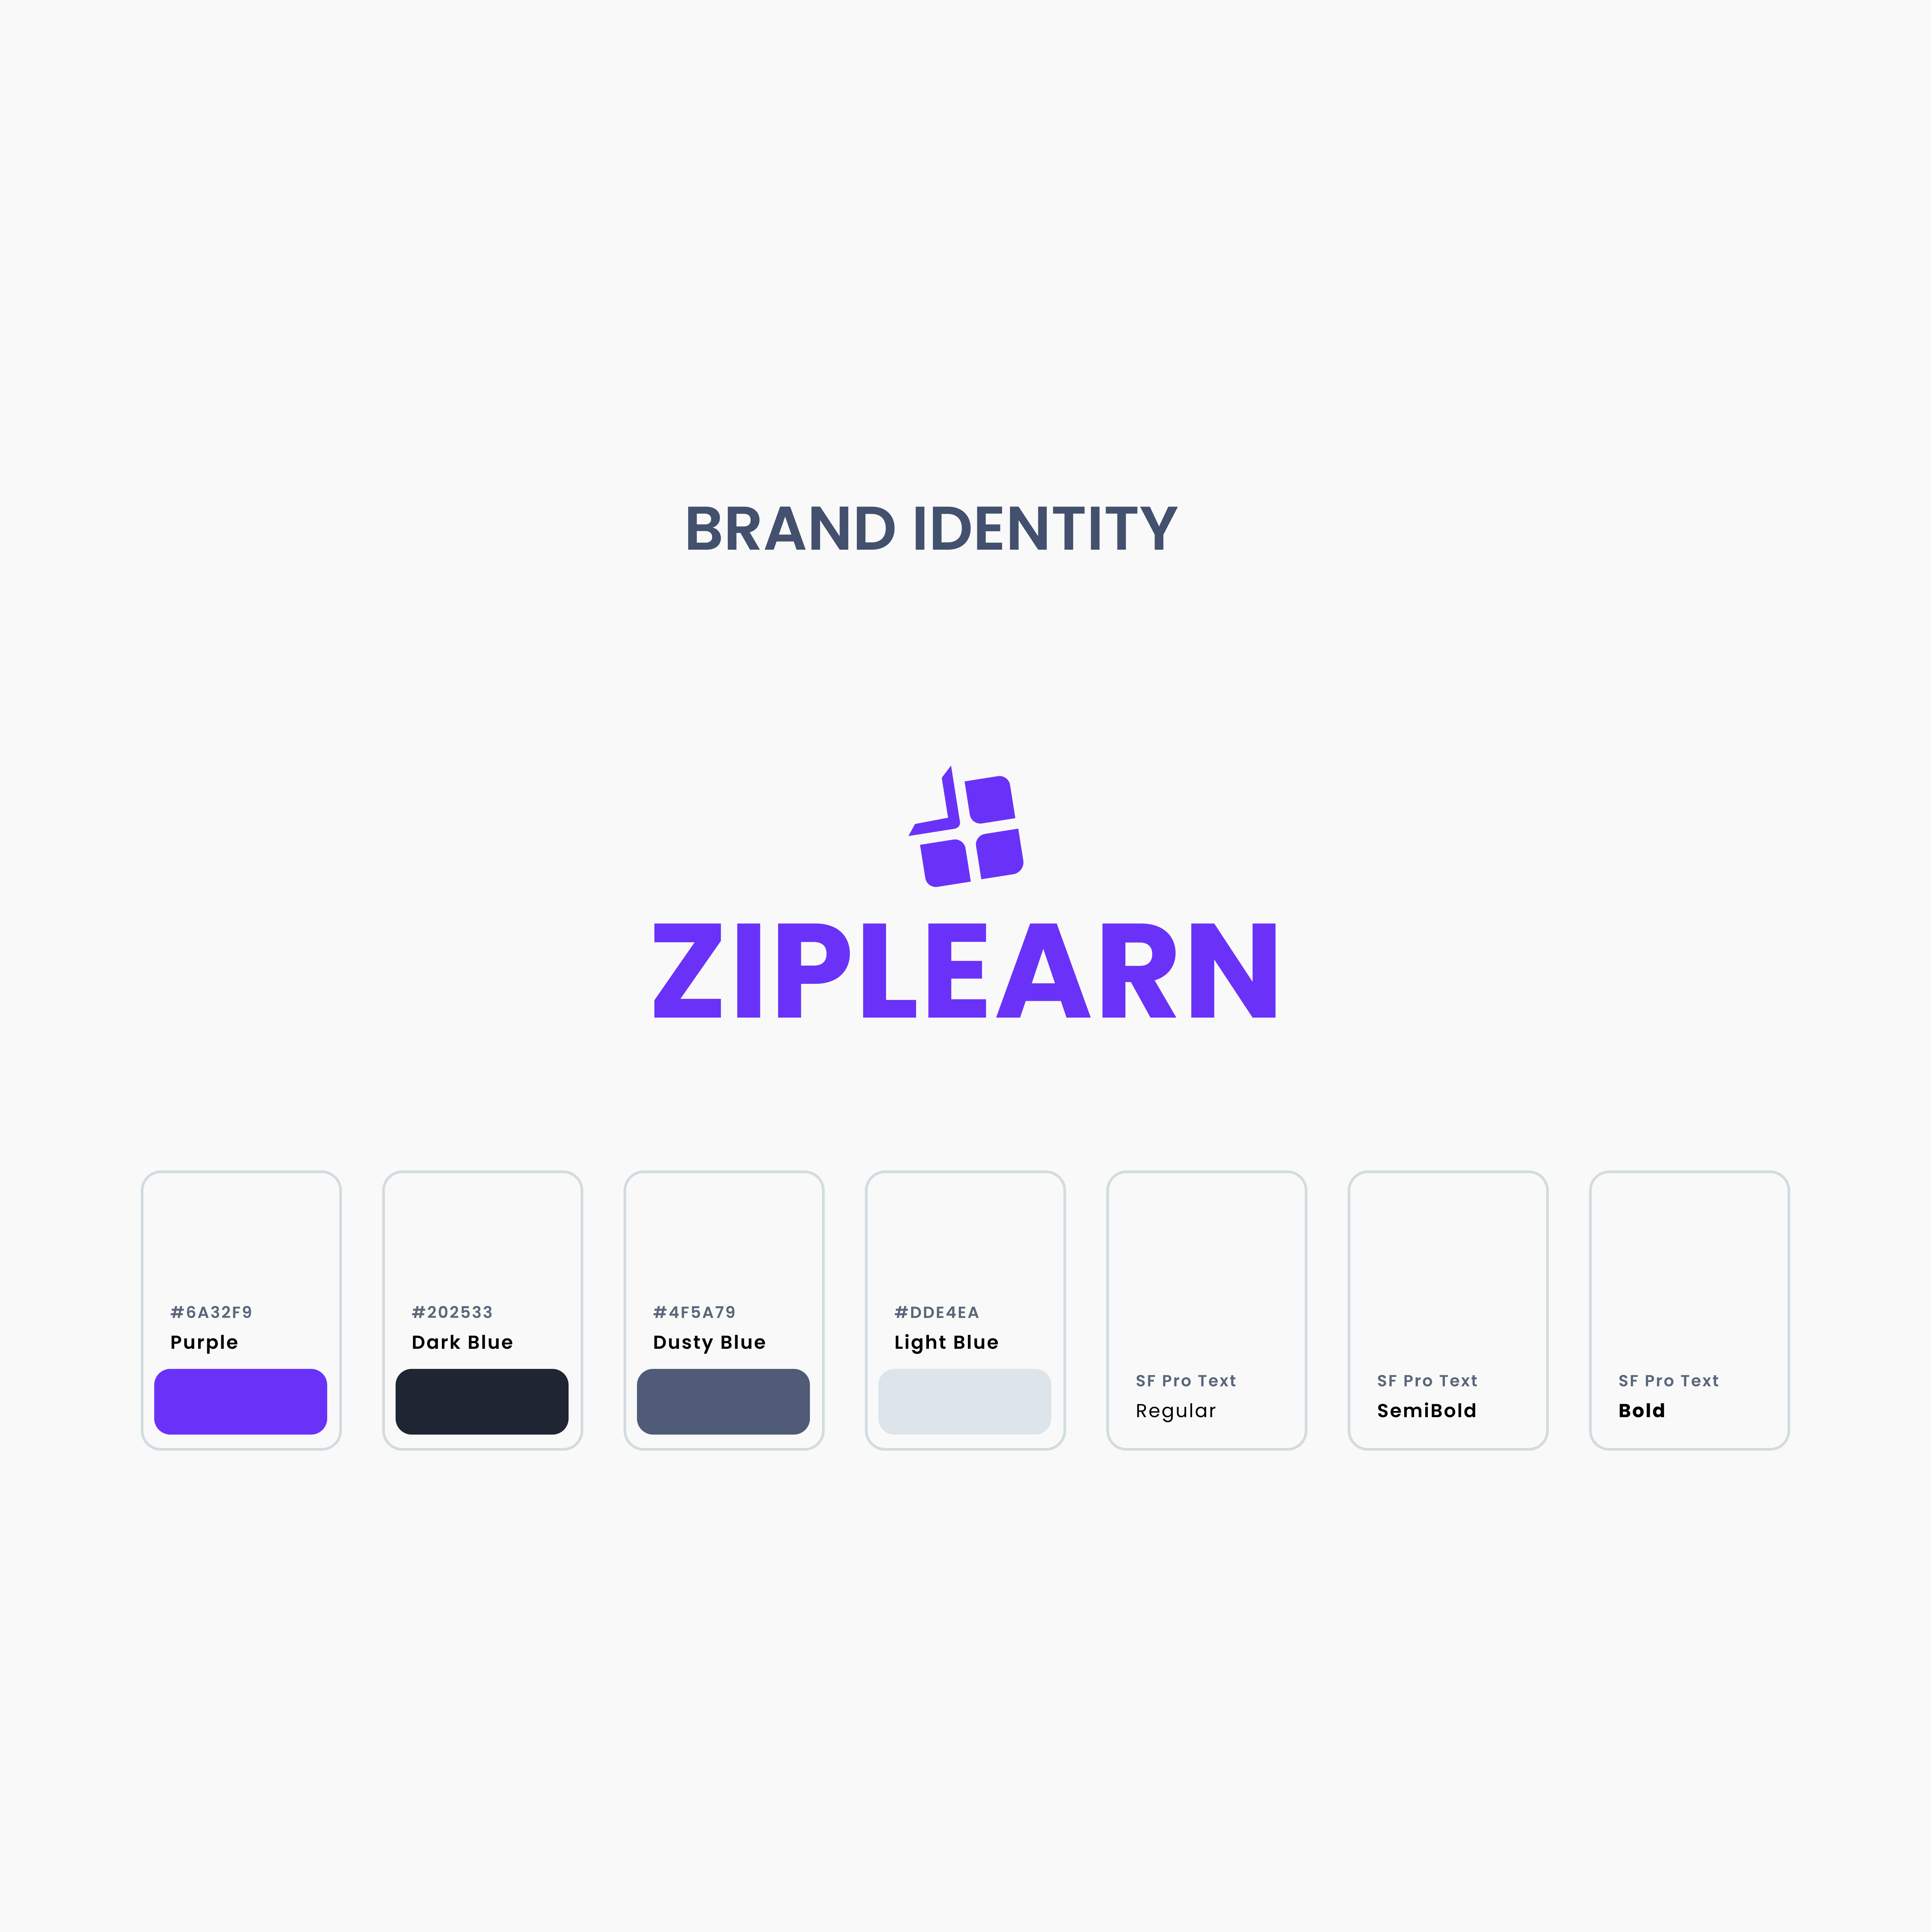 BRAND IDENTITY
ZIPLEARN
#6A32F9
Purple
#202533
Dark Blue
#4F5A79
Dusty Blue
#DDE4EA
Light Blue
SF Pro Text
Regular
SF Pro Text
SemiBold
SF Pro Text
Bold